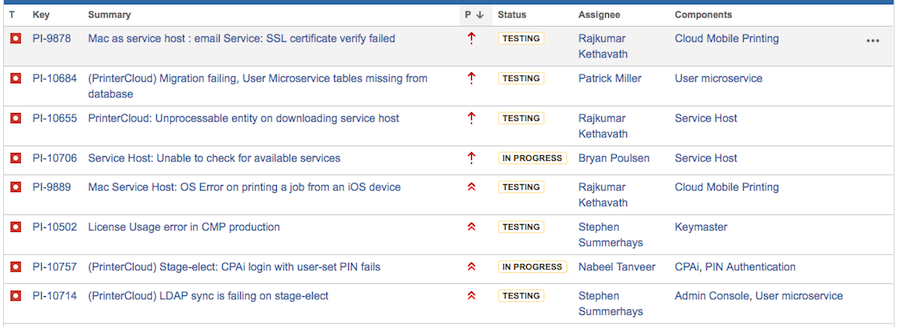 T Key Summary P Status Assignee Components
PI-9878 Mac as service host : email Service: SSL certificate verify failed TESTING Rajkumar Kethavath Cloud Mobile Printing
PI-10684 (PrinterCloud) Migration failing, User Microservice tables missing from database TESTING Patrick Miller User microservice
PI-10655 PrinterCloud: Unprocessable entity on downloading service host TESTING Rajkumar Kethavath Service Host
PI-10706 Service Host: Unable to check for available services IN PROGRESS Bryan Poulsen Service Host
PI-9889 Mac Service Host: OS Error on printing a job from an iOS device TESTING Rajkumar Kethavath Cloud Mobile Printing
PI-10502 License Usage error in CMP production TESTING Stephen Summerhays Keymaster
PI-10757 (PrinterCloud) Stage-elect: CPAi login with user-set PIN fails IN PROGRESS Nabeel Tanveer CPAi, PIN Authentication
PI-10714 (PrinterCloud) LDAP sync is failing on stage-elect TESTING Stephen Summerhays Admin Console, User microservice